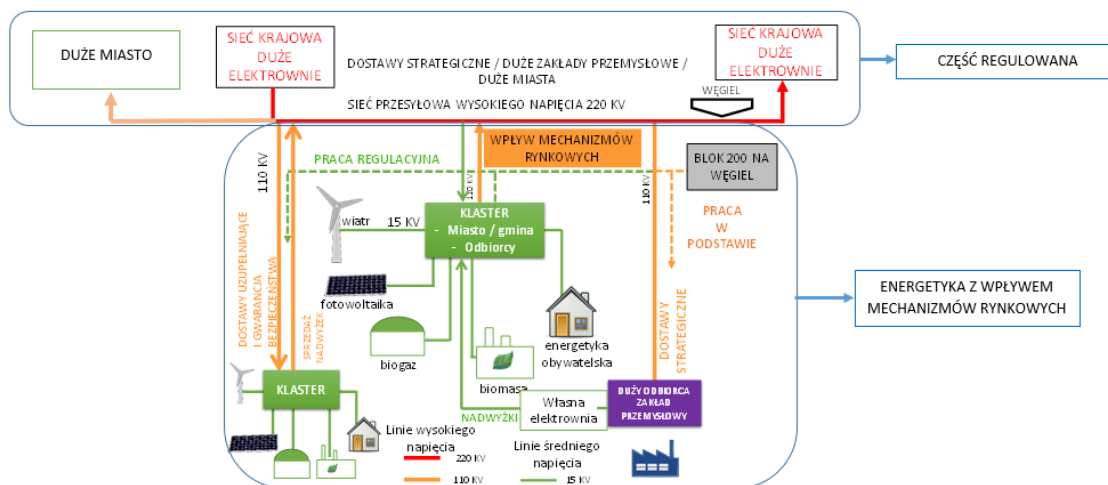 DUŻE MIASTO
SIEĆ KRAJOWA
DUŻE
ELEKTROWNIE
DOSTAWY STRATEGICZNE / DUŻE ZAKŁADY PRZEMYSŁOWE /
DUŻE MIASTA
SIEĆ PRZESYŁOWA WYSOKIEGO NAPIĘCIA 220 KV
WĘGIEL
SIEĆ KRAJOWA
DUŻE
ELEKTROWNIE
CZĘŚĆ REGULOWANA
110 KV
PRACA REGULACYJNA
WPŁYW MECHANIZMÓW
RYNKOWYCH
110 KV
110 KV
BLOK 200 NA
WĘGIEL
PRACA
W
PODSTAWIE
wiatr
15 KV
KLASTER
- Miasto / gmina
- Odbiorcy
fotowoltaika
biogaz
biomasa
energetyka
obywatelska
DOSTAWY UZUPEŁNIAJĄCE
I GWARANCJA
BEZPIECZEŃSTWA
SPRZEDAŻ
NADWYŻEK
DOSTAWY
STRATEGICZNE
ENERGETYKA Z WPŁYWEM
MECHANIZMÓW RYNKOWYCH
KLASTER
NADWYŻKI
Własna
elektrownia
DUŻY ODBIORCA
ZAKŁAD
PRZEMYSŁOWY
Linie wysokiego
napięcia
220 KV
110 KV
Linie średniego
napięcia
15 KV